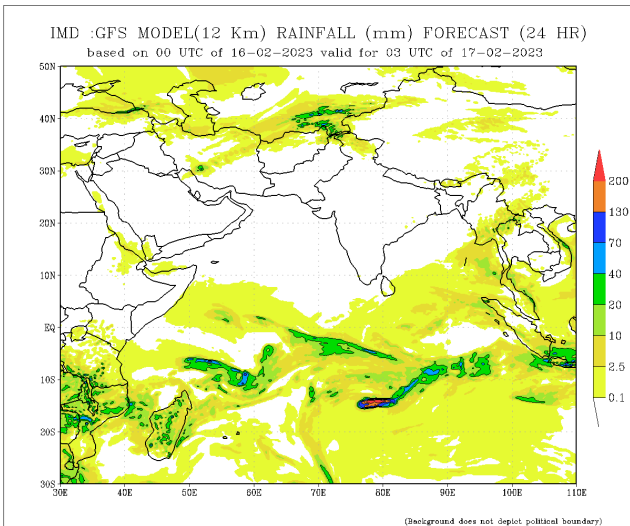 IMD :GFS MODEL(12 Km) RAINFALL (mm) FORECAST (24 HR)
based on 00 UTC of 16-02-2023 valid for 03 UTC of 17-02-2023
50N
40N
30N
20N
10N
EQ
10S
20S
30S
30E 40E 50E 60E 70E 80E 90E 100E 110E
200
130
70
40
20
10
2.5
0.1
(Background does not depict political boundary)